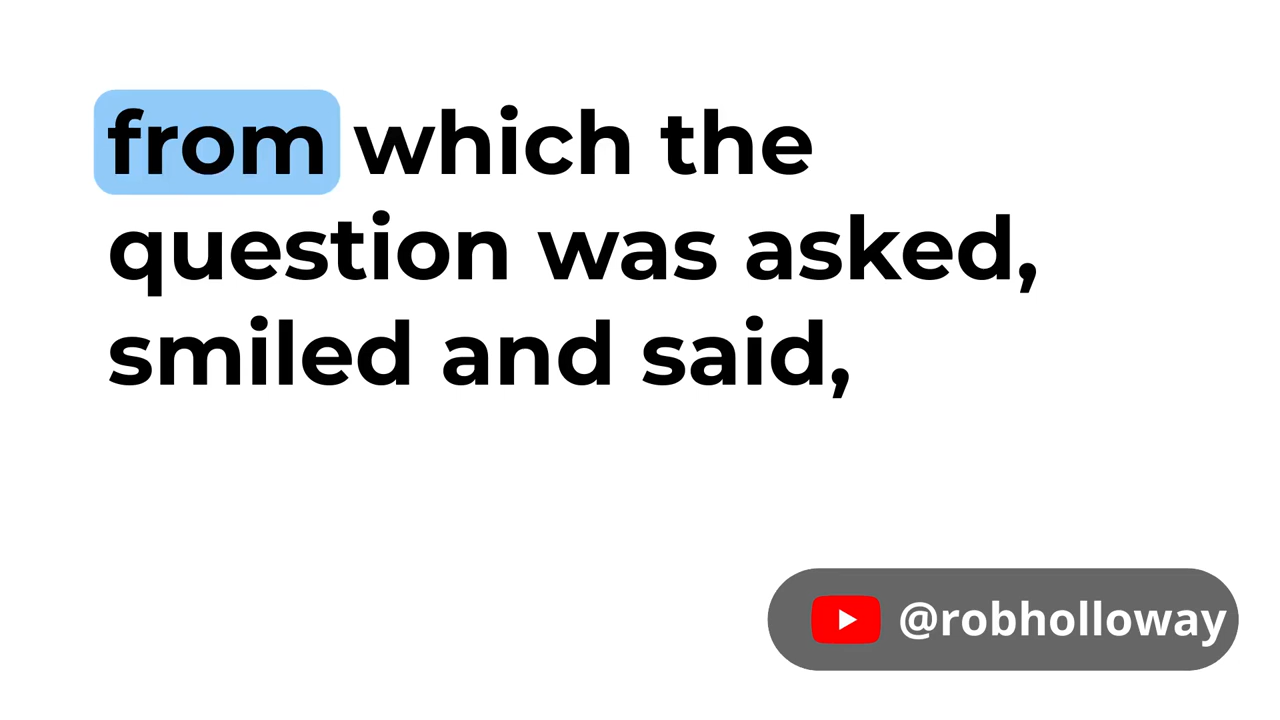 from which the
question was asked,
smiled and said,
@robholloway